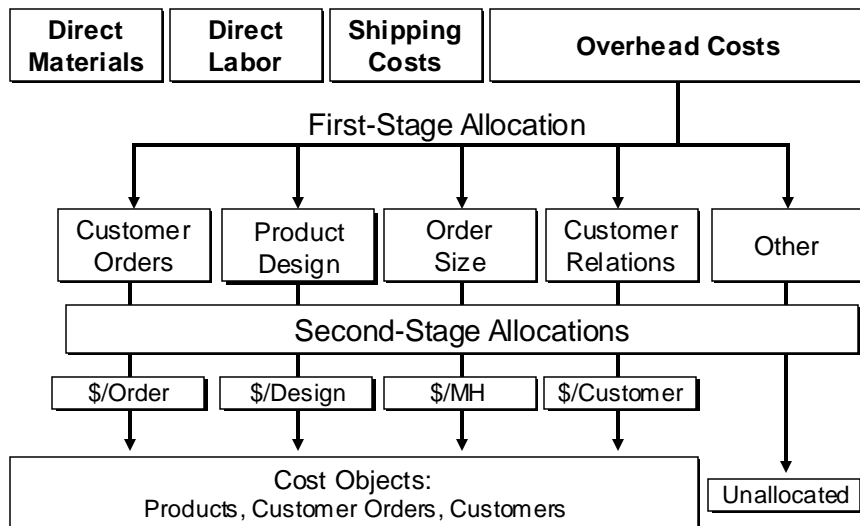 Direct
Materials
Direct
Labor
Shipping
Costs
Overhead Costs
First-Stage Allocation
Customer
Orders
Product
Design
Order
Size
Customer
Relations
Other
Second-Stage Allocations
$/Order
$/Design
$/MH
$/Customer
Cost Objects:
Products, Customer Orders, Customers
Unallocated